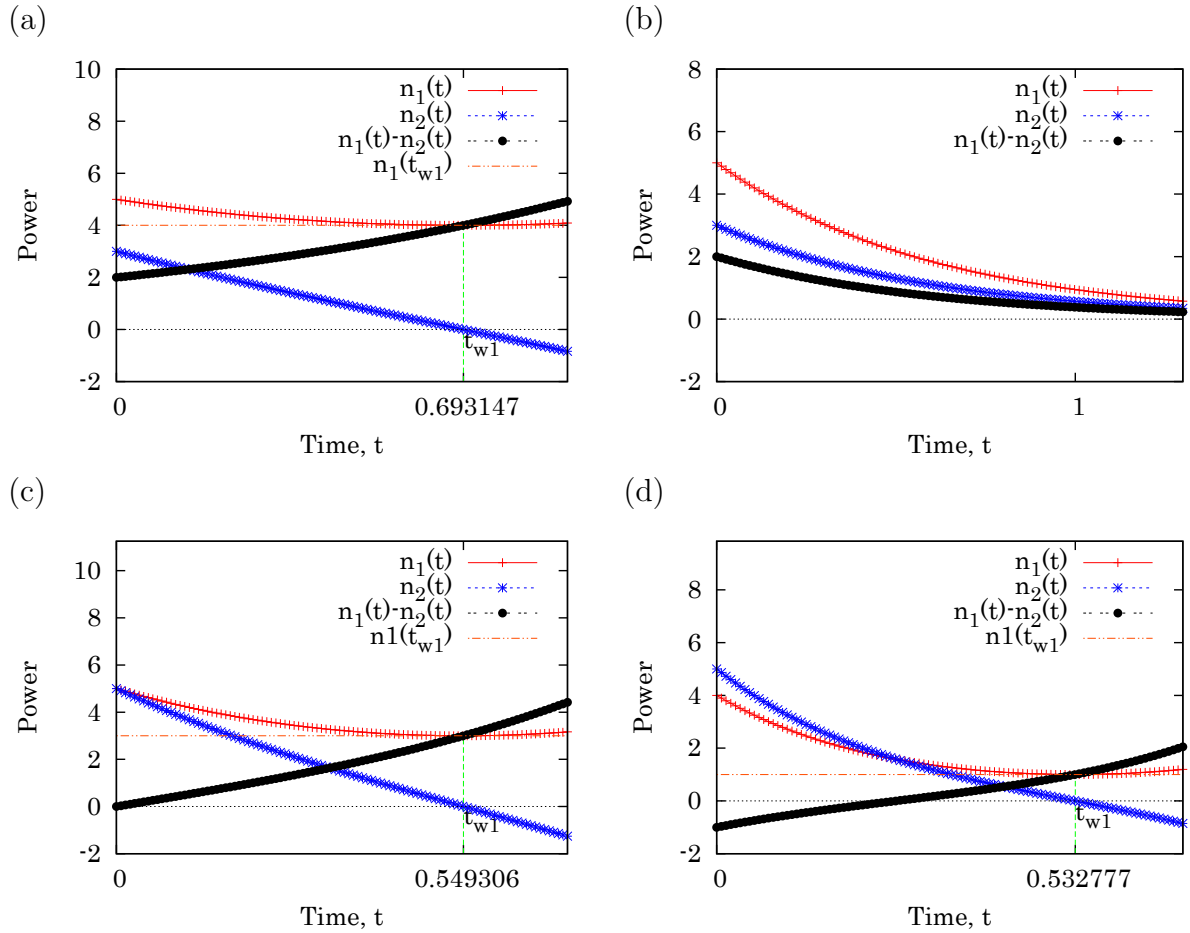 (a)
10
8
6
4
2
0
-2
Power
n1(t)
n2(t)
n1(t)-n2(t)
n1(tw1)
tw1
0
0.693147
Time, t
(b)
8
6
4
2
0
-2
Power
n1(t)
n2(t)
n1(t)-n2(t)
0
1
Time, t
(c)
10
8
6
4
2
0
-2
Power
n1(t)
n2(t)
n1(t)-n2(t)
n1(tw1)
tw1
0
0.549306
Time, t
(d)
8
6
4
2
0
-2
Power
n1(t)
n2(t)
n1(t)-n2(t)
n1(tw1)
tw1
0
0.532777
Time, t